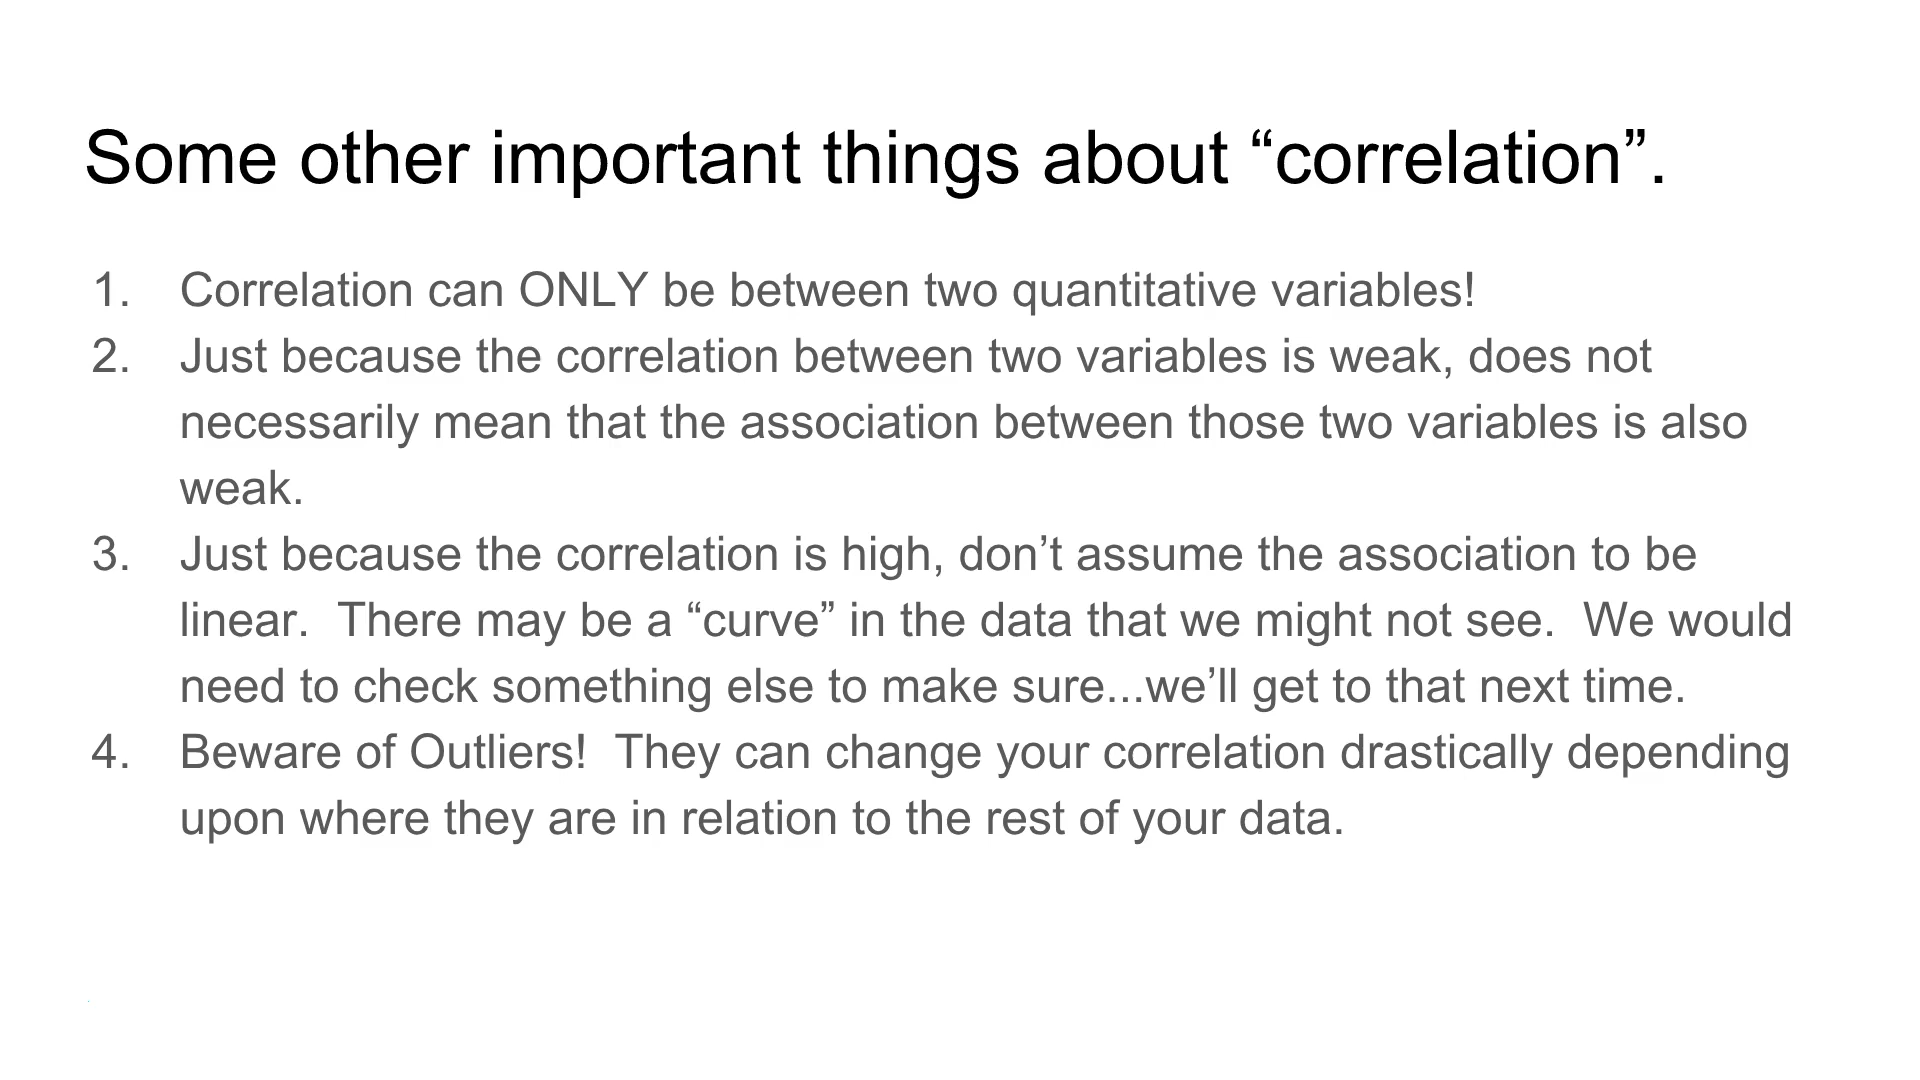 Some other important things about “correlation”.
1. Correlation can ONLY be between two quantitative variables!
2. Just because the correlation between two variables is weak, does not
necessarily mean that the association between those two variables is also
weak.
3. Just because the correlation is high, don’t assume the association to be
linear.  There may be a “curve” in the data that we might not see.  We would
need to check something else to make sure...we’ll get to that next time.
4. Beware of Outliers!  They can change your correlation drastically depending
upon where they are in relation to the rest of your data.